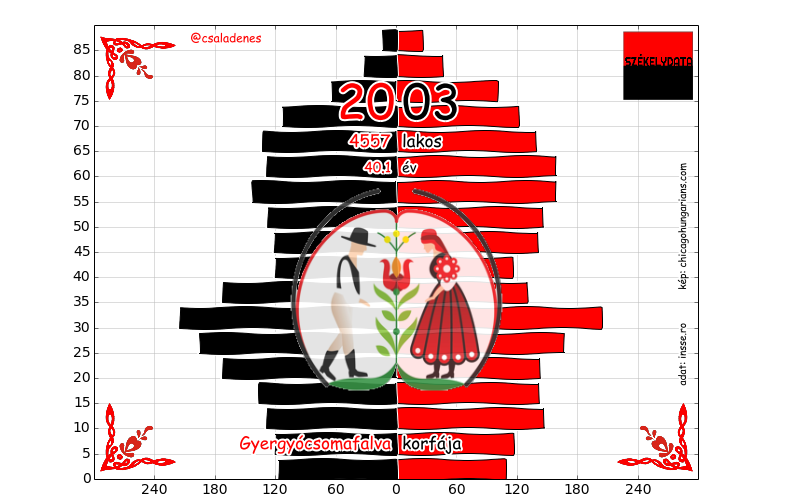 @csaladenes
SZÉKELYDATA
2003
4557 lakos
40.1 év
Gyergyócsomafalva korfája
kép: chicagohungarians.com
adat: insse.ro
85
80
75
70
65
60
55
50
45
40
35
30
25
20
15
10
5
0
240 180 120 60 0 60 120 180 240